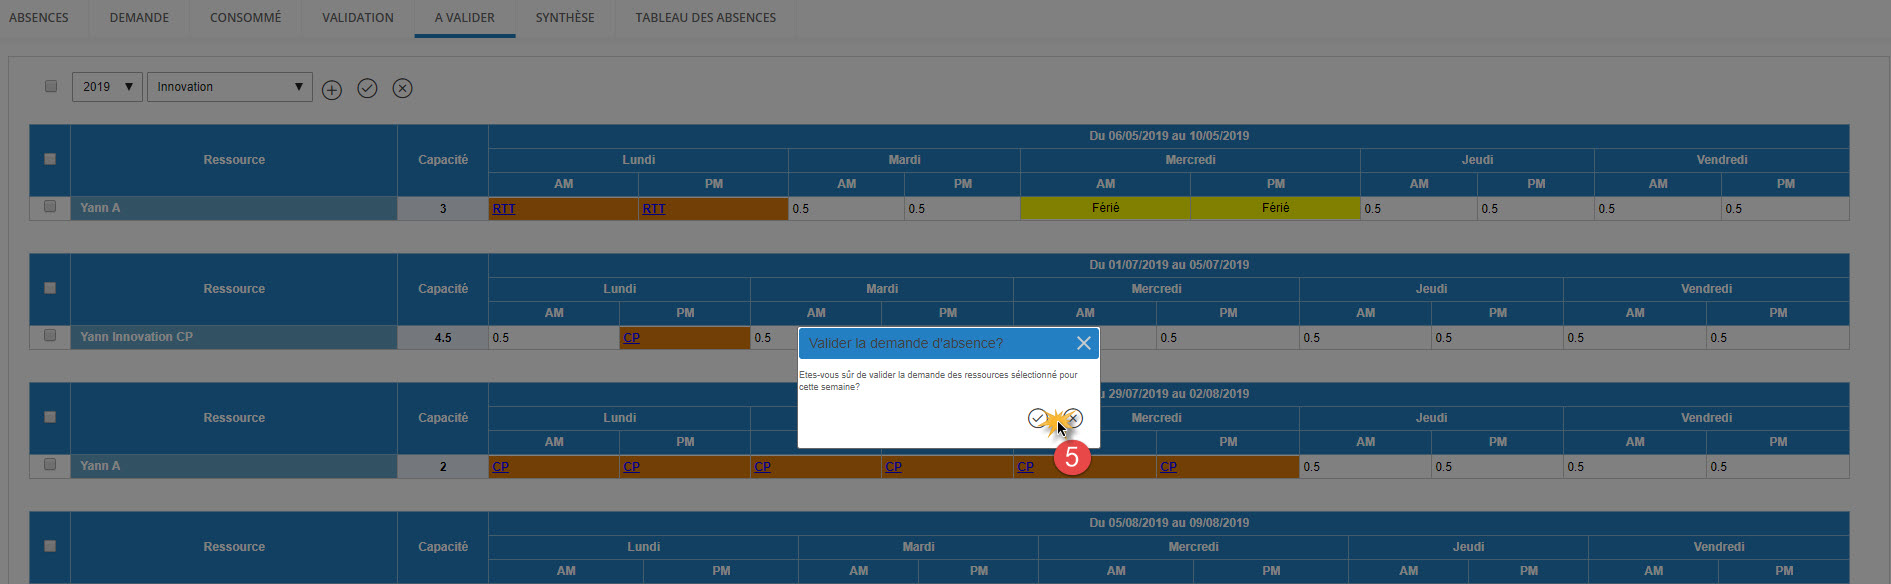 ABSENCES DEMANDE CONSOMMÉ VALIDATION A VALIDER SYNTHÈSE TABLEAU DES ABSENCES
2019 Innovation
Du 06/05/2019 au 10/05/2019
Ressource Capacité Lundi Mardi Mercredi Jeudi Vendredi
AM PM AM PM AM PM AM PM AM PM
Yann A 3 RTT RTT 0.5 0.5 Férié Férié 0.5 0.5 0.5 0.5
Du 01/07/2019 au 05/07/2019
Ressource Capacité Lundi Mardi Mercredi Jeudi Vendredi
AM PM AM PM AM PM AM PM AM PM
Yann Innovation CP 4.5 0.5 CP 0.5 0.5 0.5 0.5 0.5 0.5
Valider la demande d'absence?
Etes-vous sûr de valider la demande des ressources sélectionné pour
cette semaine?
5
29/07/2019 au 02/08/2019
Ressource Capacité Lundi Mercredi Jeudi Vendredi
AM PM PM AM PM AM PM
Yann A 2 CP CP CP CP CP CP 0.5 0.5 0.5 0.5
Du 05/08/2019 au 09/08/2019
Ressource Capacité Lundi Mardi Mercredi Jeudi Vendredi
AM PM AM PM AM PM AM PM AM PM